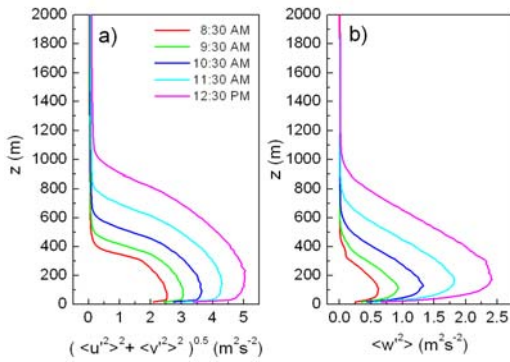 a)
8:30 AM
9:30 AM
10:30 AM
11:30 AM
12:30 PM
z (m)
2000
1800
1600
1400
1200
1000
800
600
400
200
0
0 1 2 3 4 5
( <u'²>² + <v'²>² )^0.5 (m²s⁻²)
b)
z (m)
2000
1800
1600
1400
1200
1000
800
600
400
200
0
0.0 0.5 1.0 1.5 2.0 2.5
<w'²> (m²s⁻²)